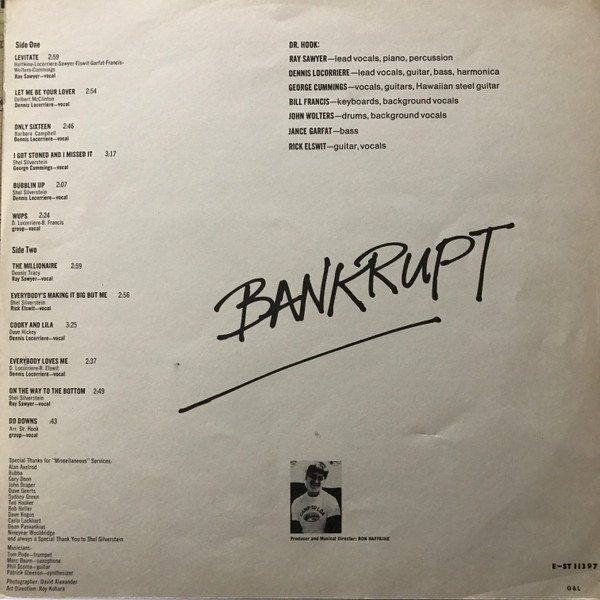 Side One
LEVITATE 2:59
Haffkine-Locorriere-Sawyer-Elswit-Garfat-Francis-
Wolters-Cummings
Ray Sawyer—vocal
LET ME BE YOUR LOVER 2:54
Delbert McClinton
Dennis Locorriere—vocal
ONLY SIXTEEN 2:46
Barbara Campbell
Dennis Locorriere—vocal
I GOT STONED AND I MISSED IT 3:17
Shel Silverstein
George Cummings—vocal
BUBBLIN UP 2:07
Shel Silverstein
Dennis Locorriere—vocal
WUPS 2:24
D. Locorriere-B. Francis
group—vocal
Side Two
THE MILLIONAIRE 2:59
Dennis Tracy
Ray Sawyer—vocal
EVERYBODY'S MAKING IT BIG BUT ME 2:56
Shel Silverstein
Rick Elswit—vocal
COOKY AND LILA 3:25
Dave Hickey
Dennis Locorriere—vocal
EVERYBODY LOVES ME 2:37
D. Locorriere-R. Elswit
Dennis Locorriere—vocal
ON THE WAY TO THE BOTTOM 2:49
Shel Silverstein
Ray Sawyer—vocal
DO DOWNS :43
Arr. Dr. Hook
group—vocal
Special Thanks for "Miscellaneous" Services:
Alan Axelrod
Bubba
Gary Doon
John Draper
Dave Geerts
Sydney Green
Ted Hooker
Bob Heller
Dave Kogos
Carlo Lockhart
Dean
Nineyear Wooldridge
and always a Special Thank You to Shel Silverstein
Musicians:
Tom Pode—trumpet
Marc Baum—saxophone
Phil Scoma—guitar
Patrick Gleeson—synthesizer
Photographer: David Alexander
Art Direction: Roy Kohara
DR. HOOK:
RAY SAWYER—lead vocals, piano, percussion
DENNIS LOCORRIERE—lead vocals, guitar, bass, harmonica
GEORGE CUMMINGS—vocals, guitars, Hawaiian steel guitar
BILL FRANCIS—keyboards, background vocals
JOHN WOLTERS—drums, background vocals
JANCE GARFAT—bass
RICK ELSWIT—guitar, vocals
BANKRUPT
Producer and Musical Director: RON HAFFKINE
E-ST 11397
G & L